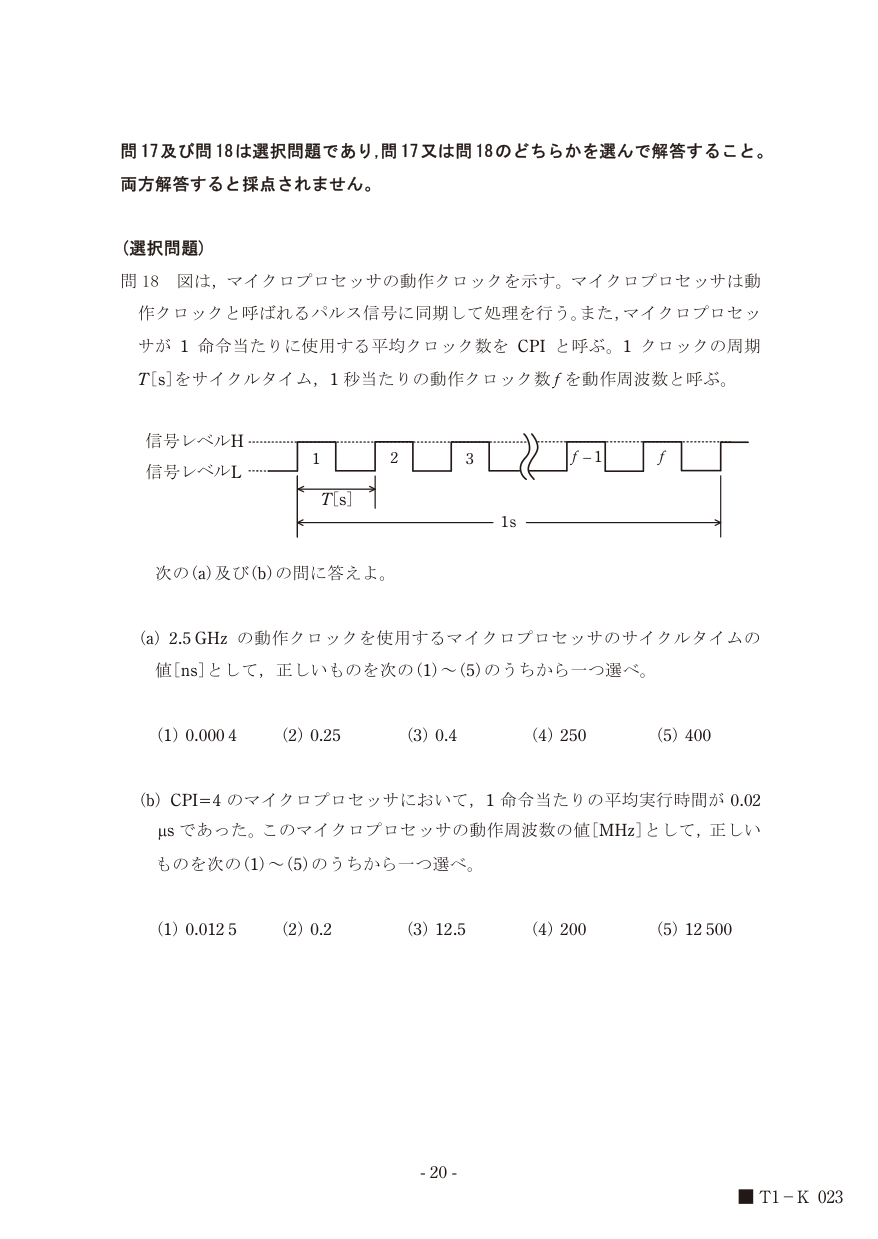 問17及び問18は選択問題であり,問17又は問18のどちらかを選んで解答すること。
両方解答すると採点されません。
(選択問題)
問 18　図は，マイクロプロセッサの動作クロックを示す。マイクロプロセッサは動
作クロックと呼ばれるパルス信号に同期して処理を行う。また，マイクロプロセッ
サが 1 命令当たりに使用する平均クロック数を CPI と呼ぶ。1 クロックの周期
T[s]をサイクルタイム，1 秒当たりの動作クロック数 f を動作周波数と呼ぶ。
信号レベルH
1 2 3 f−1 f
信号レベルL
T[s]
1s
次の(a)及び(b)の問に答えよ。
(a) 2.5 GHz の動作クロックを使用するマイクロプロセッサのサイクルタイムの
値[ns]として，正しいものを次の(1)～(5)のうちから一つ選べ。
(1) 0.000 4 (2) 0.25 (3) 0.4 (4) 250 (5) 400
(b) CPI=4 のマイクロプロセッサにおいて，1 命令当たりの平均実行時間が 0.02
μs であった。このマイクロプロセッサの動作周波数の値[MHz]として，正しい
ものを次の(1)～(5)のうちから一つ選べ。
(1) 0.012 5 (2) 0.2 (3) 12.5 (4) 200 (5) 12 500
- 20 -
■ T1−K 023